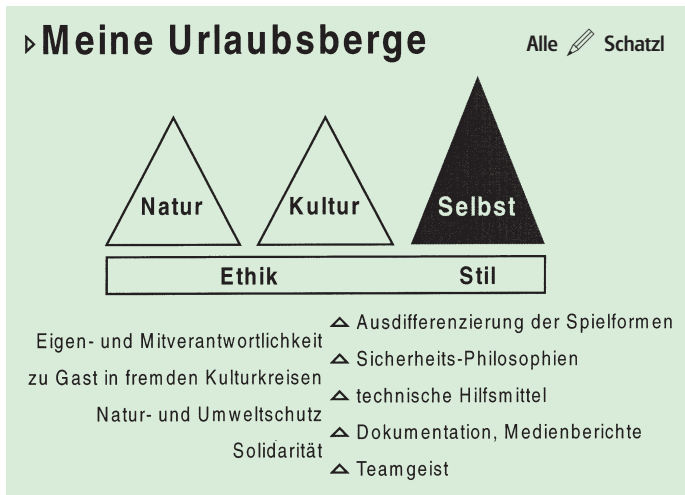 Meine Urlaubsberge
Alle Schatzl
Natur Kultur Selbst
Ethik Stil
Eigen- und Mitverantwortlichkeit
zu Gast in fremden Kulturkreisen
Natur- und Umweltschutz
Solidarität
Ausdifferenzierung der Spielformen
Sicherheits-Philosophien
technische Hilfsmittel
Dokumentation, Medienberichte
Teamgeist